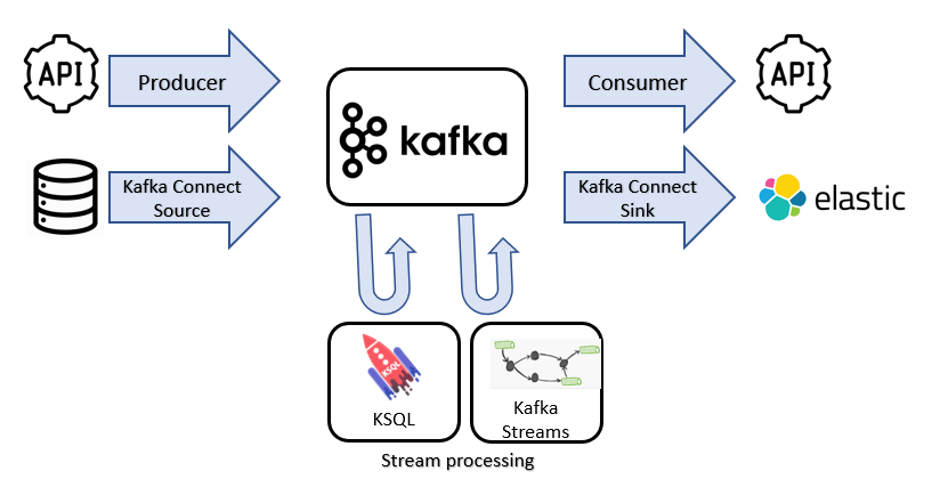 API
Producer
Consumer
API
kafka
Kafka Connect
Source
Kafka Connect
Sink
elastic
KSQL
KSQL
Kafka
Streams
Stream processing